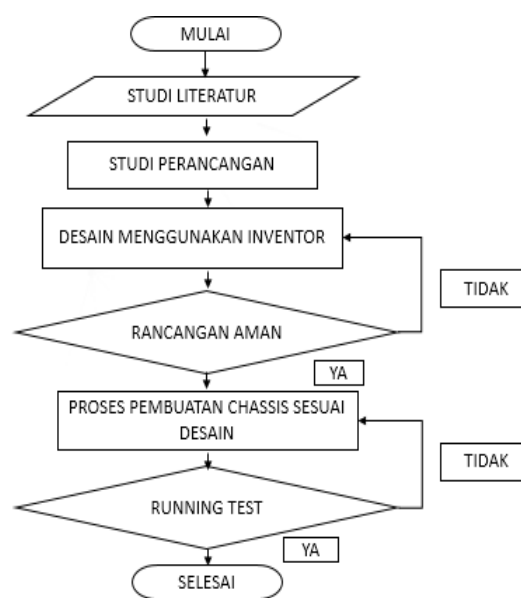 MULAI
STUDI LITERATUR
STUDI PERANCANGAN
DESAIN MENGGUNAKAN INVENTOR
TIDAK
RANCANGAN AMAN
YA
PROSES PEMBUATAN CHASSIS SESUAI
DESAIN
TIDAK
RUNNING TEST
YA
SELESAI